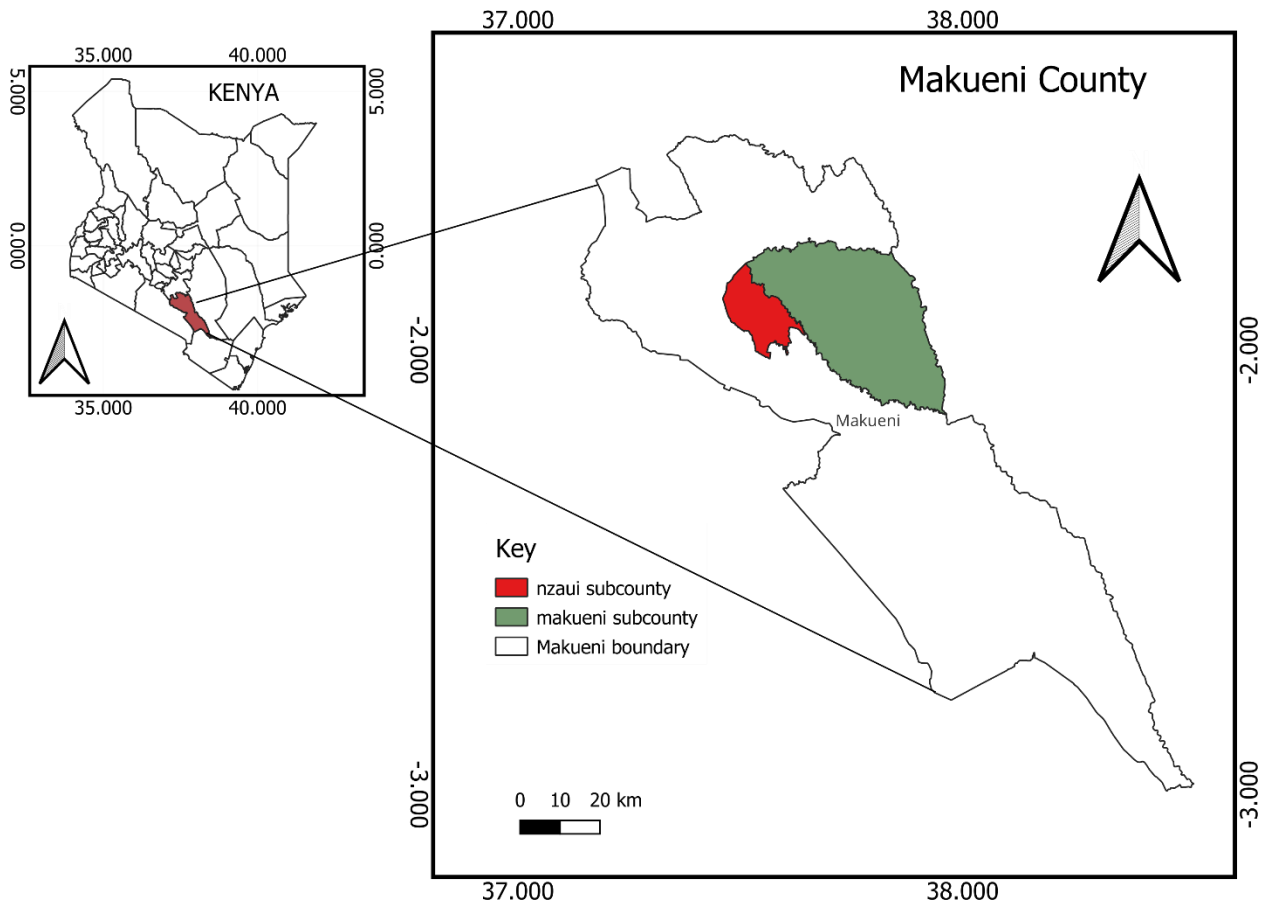 35.000 40.000
KENYA
5.000 5.000
0.000 0.000
35.000 40.000
37.000 38.000
Makueni County
-2.000 -2.000
Makueni
Key
nzaui subcounty
makueni subcounty
Makueni boundary
0 10 20 km
-3.000 -3.000
37.000 38.000